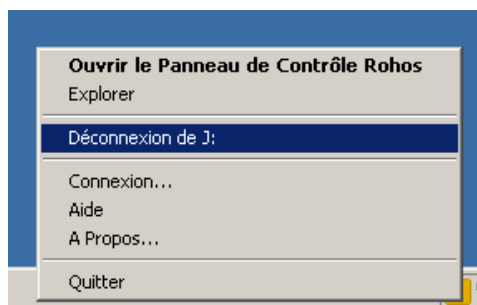 Ouvrir le Panneau de Contrôle Rohos
Explorer
Déconnexion de J:
Connexion...
Aide
A Propos...
Quitter